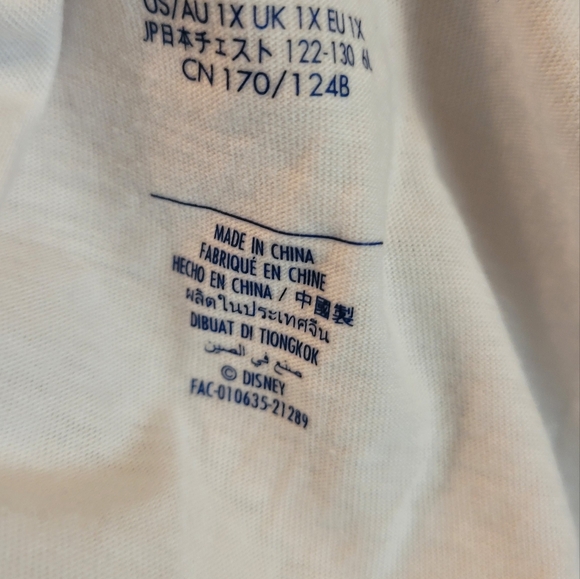 US/AU 1X UK 1X EU 1X
JP日本チェスト 122-130 6L
CN 170/124B
MADE IN CHINA
FABRIQUÉ EN CHINE
HECHO EN CHINA / 中國製
ผลิตในประเทศจีน
DIBUAT DI TIONGKOK
صنع في الصين
© DISNEY
FAC-010635-21289